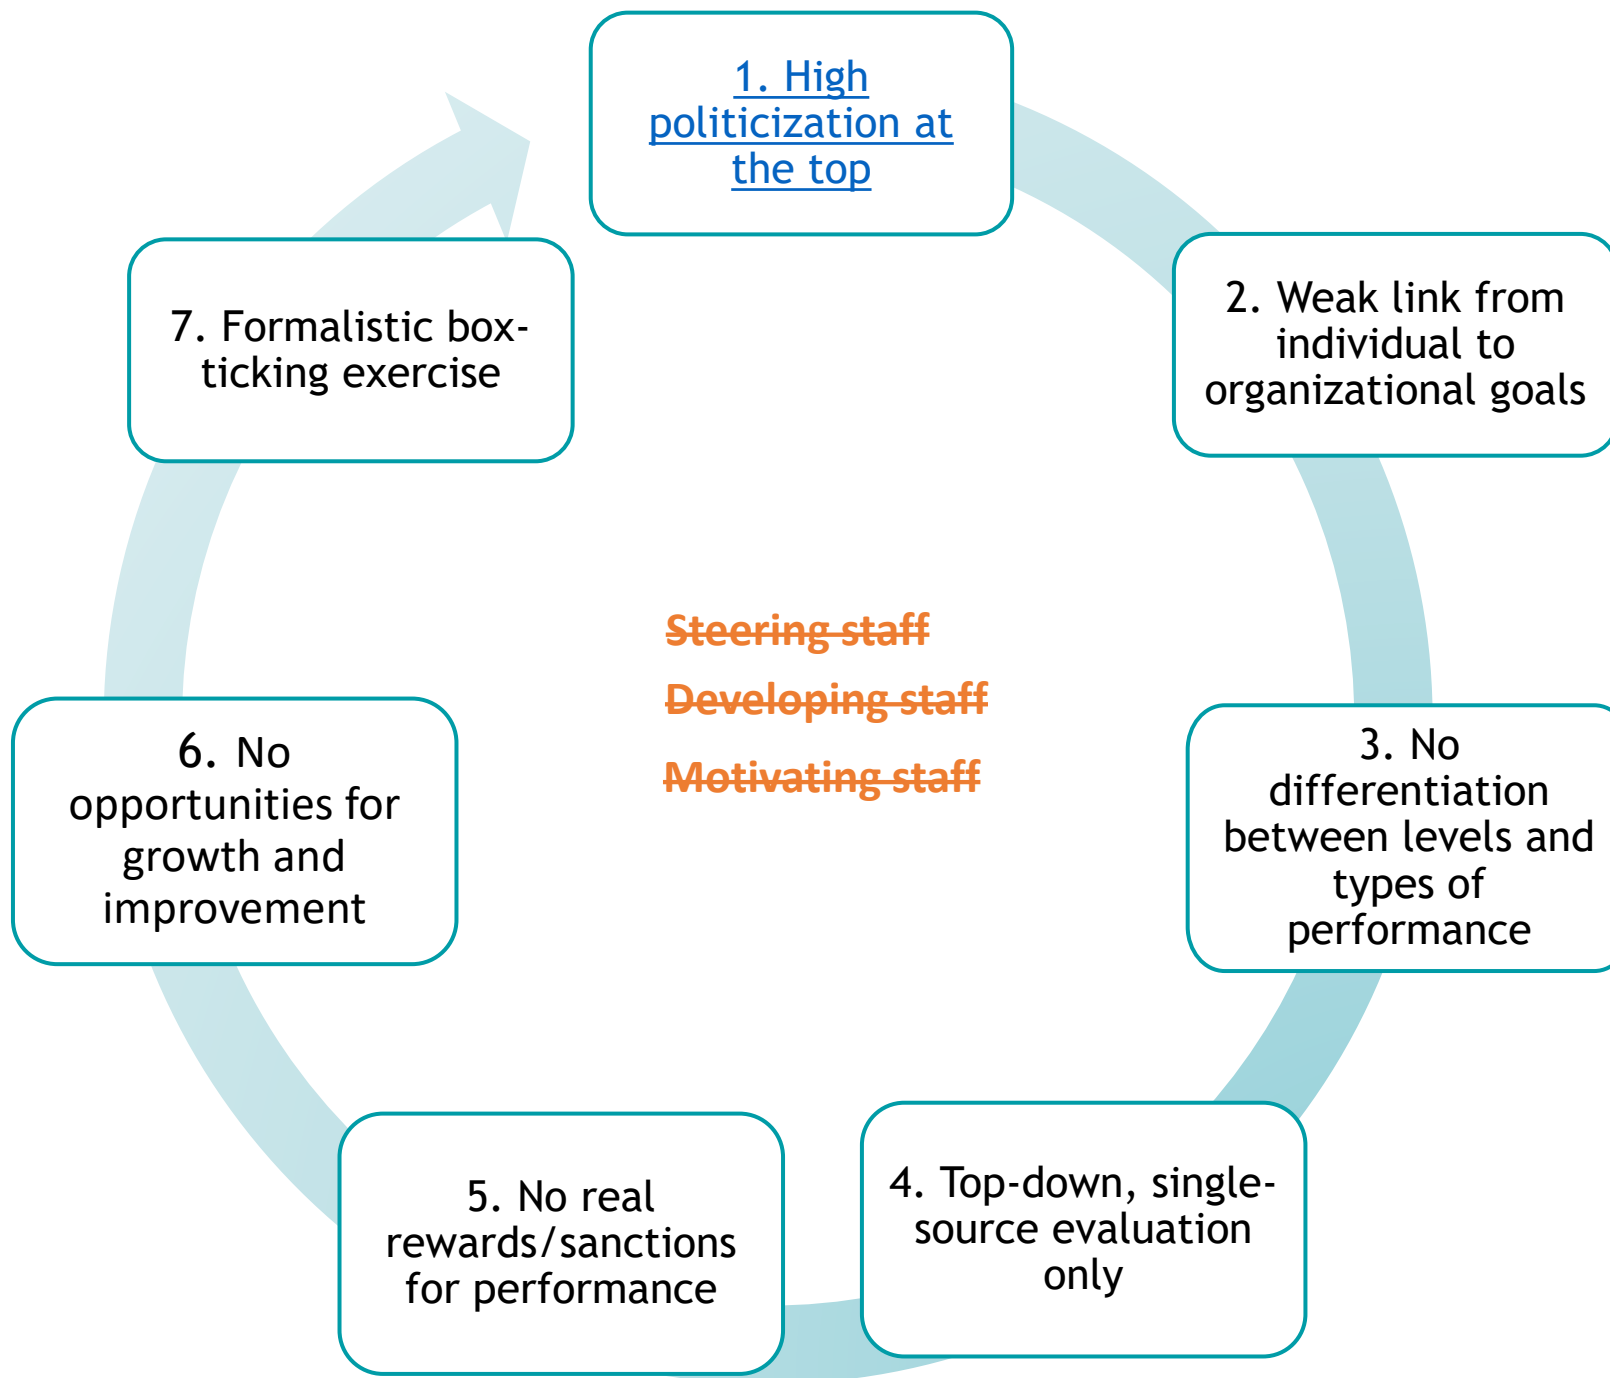 1. High
politicization at
the top
2. Weak link from
individual to
organizational goals
3. No
differentiation
between levels and
types of
performance
4. Top-down, single-
source evaluation
only
5. No real
rewards/sanctions
for performance
6. No
opportunities for
growth and
improvement
7. Formalistic box-
ticking exercise
Steering staff
Developing staff
Motivating staff